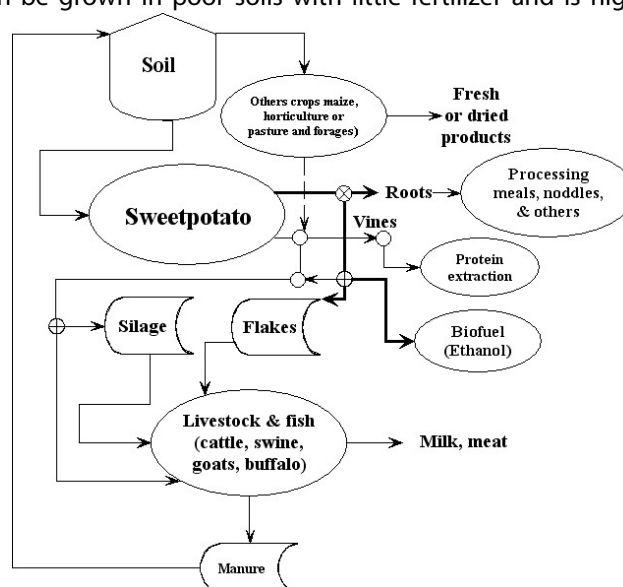 n be grown in poor soils with little fertilizer and is hig
Soil
Others crops maize,
horticulture or
pasture and forages)
Fresh
or dried
products
Sweetpotato
Roots
Processing
meals, noddles,
& others
Vines
Protein
extraction
Silage
Flakes
Biofuel
(Ethanol)
Livestock & fish
(cattle, swine,
goats, buffalo)
Milk, meat
Manure